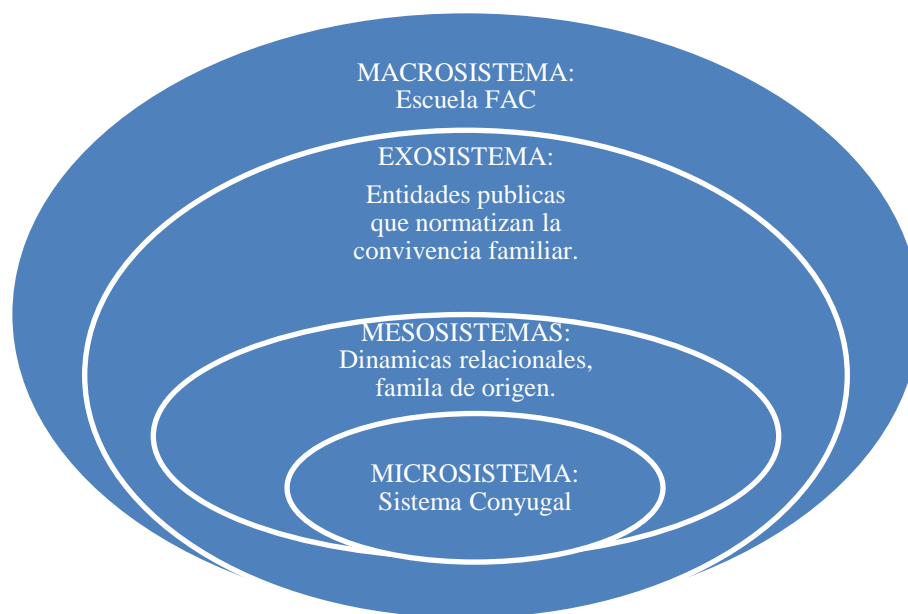 MACROSISTEMA:
Escuela FAC
EXOSISTEMA:
Entidades publicas
que normatizan la
convivencia familiar.
MESOSISTEMAS:
Dinamicas relacionales,
famila de origen.
MICROSISTEMA:
Sistema Conyugal